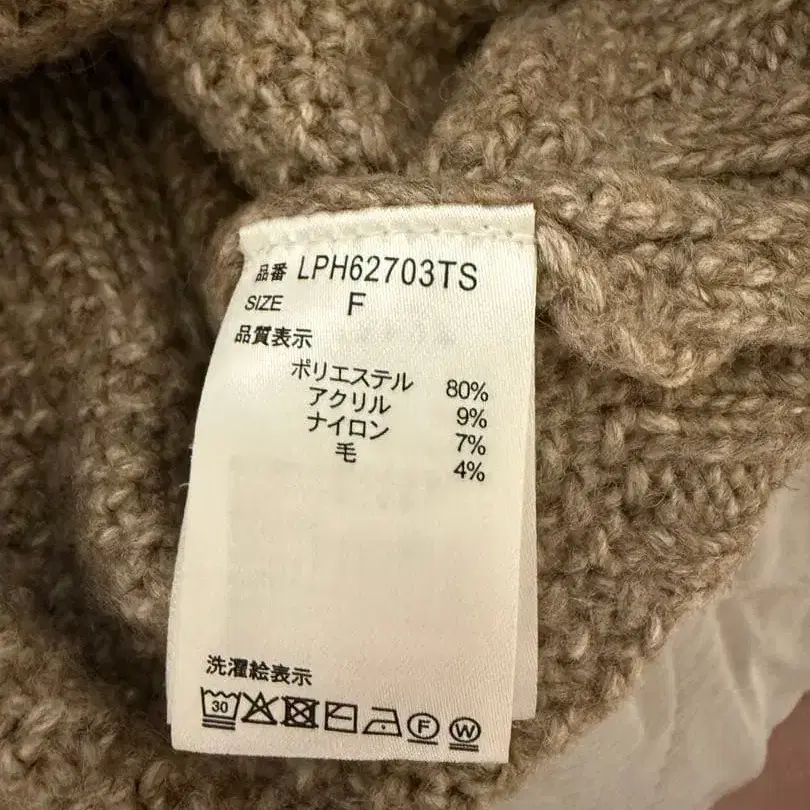 品番 LPH62703TS
SIZE F
品質表示
ポリエステル 80%
アクリル 9%
ナイロン 7%
毛 4%
洗濯絵表示
30 F W